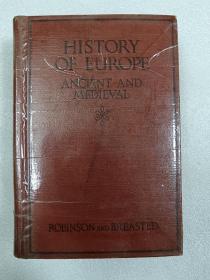 HISTORY
OF EUROPE
ANCIENT AND
MEDIEVAL
ROBINSON AND BREASTED